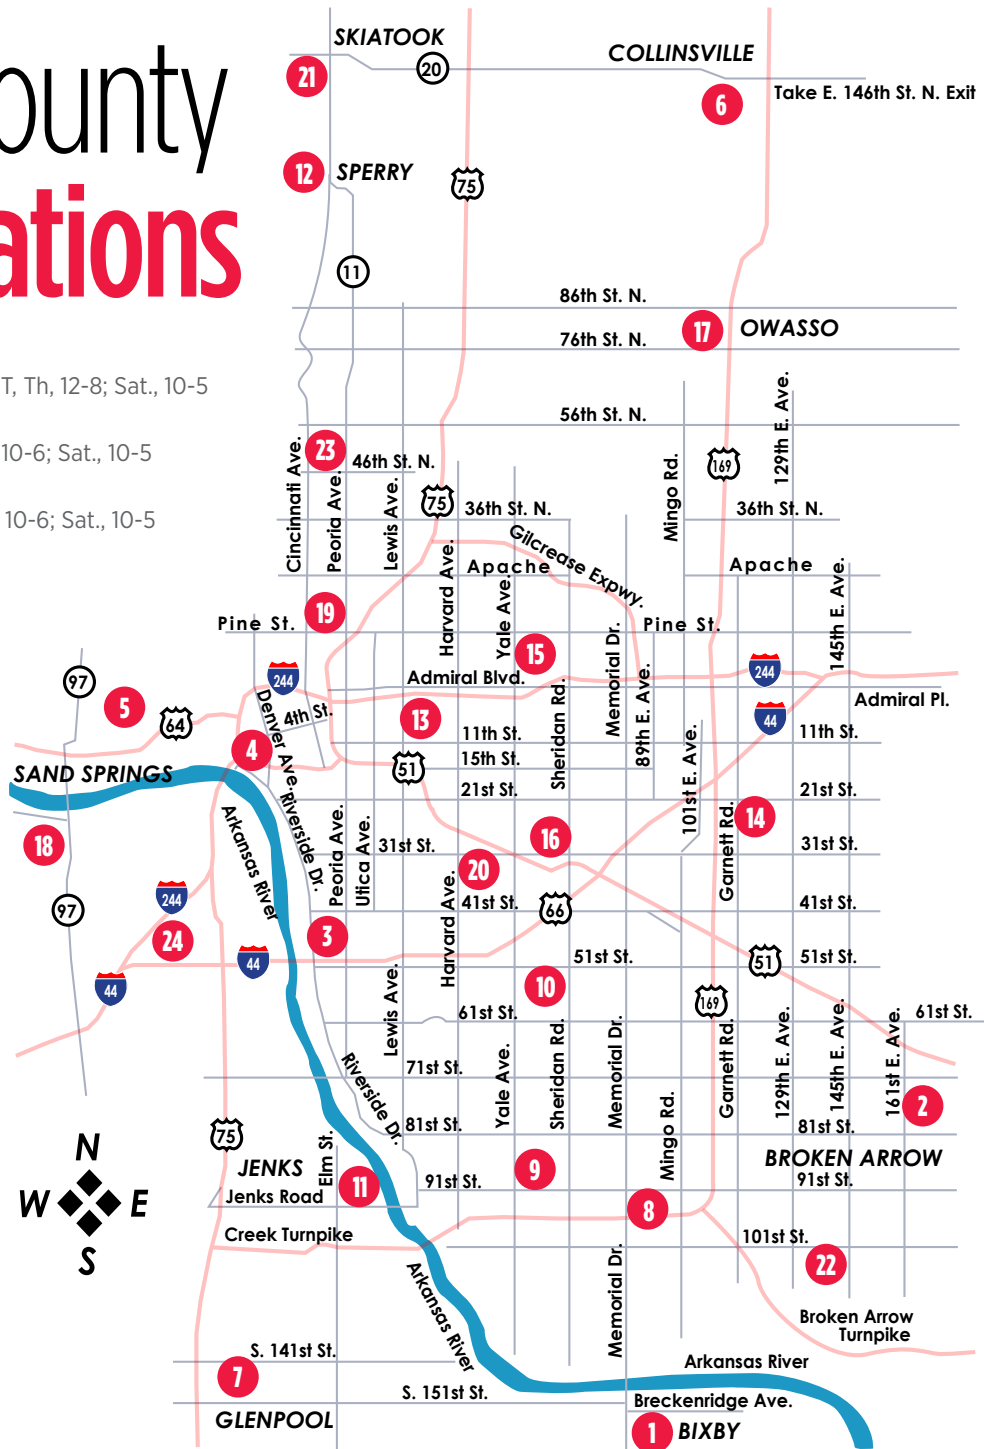 SKIATOOK
20
COLLINSVILLE
21
6
Take E. 146th St. N. Exit
ounty
12
SPERRY
75
ations
11
86th St. N.
17
OWASSO
76th St. N.
T, Th, 12-8; Sat., 10-5
129th E. Ave.
56th St. N.
10-6; Sat., 10-5
Cincinnati Ave.
23
46th St. N.
Peoria Ave.
Lewis Ave.
Mingo Rd.
169
75
36th St. N.
36th St. N.
10-6; Sat., 10-5
Gilcrease Expwy.
Harvard Ave.
Apache
Apache
Yale Ave.
145th E. Ave.
19
Pine St.
Pine St.
Memorial Dr.
15
97
244
Admiral Blvd.
244
5
Denver Ave.
4th St.
Sheridan Rd.
89th E. Ave.
Admiral Pl.
64
13
44
11th St.
11th St.
4
51
15th St.
101st E. Ave.
SAND SPRINGS
21st St.
21st St.
Riverside Dr.
Arkansas River
Peoria Ave.
Utica Ave.
Garnett Rd.
14
18
31st St.
16
31st St.
20
244
Harvard Ave.
41st St.
66
41st St.
97
24
3
44
51st St.
51
51st St.
44
10
169
Lewis Ave.
61st St.
61st St.
Yale Ave.
Sheridan Rd.
Memorial Dr.
Garnett Rd.
129th E. Ave.
145th E. Ave.
161st E. Ave.
Riverside Dr.
71st St.
Mingo Rd.
2
75
81st St.
81st St.
N
Elm St.
JENKS
9
BROKEN ARROW
W
E
Jenks Road
11
91st St.
91st St.
8
S
Creek Turnpike
101st St.
22
Arkansas River
Memorial Dr.
Broken Arrow
Turnpike
S. 141st St.
Arkansas River
7
S. 151st St.
Breckenridge Ave.
GLENPOOL
1
BIXBY